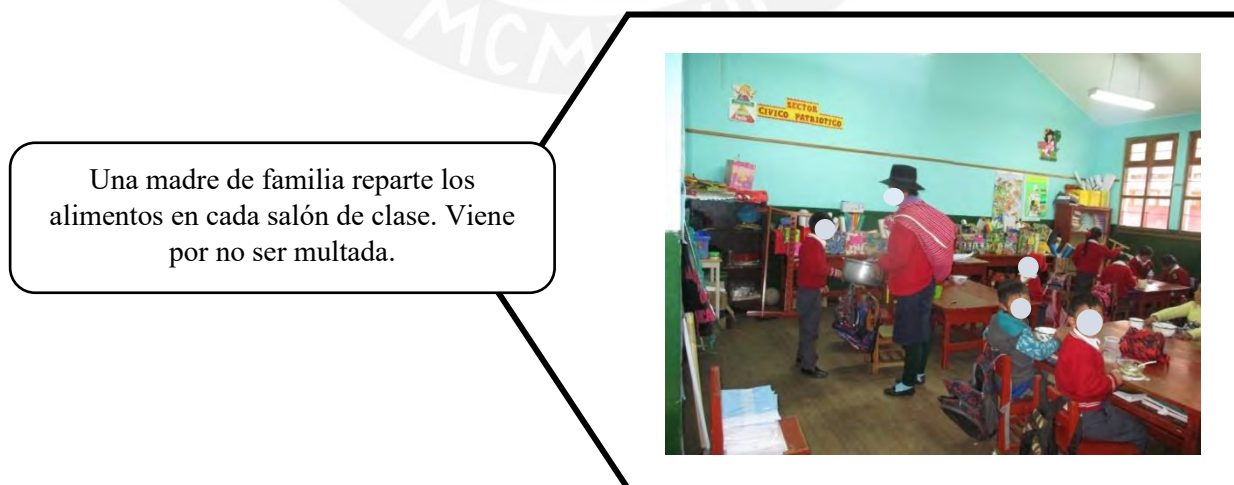 MCM
Una madre de familia reparte los
alimentos en cada salón de clase. Viene
por no ser multada.
SECTOR
CIVICO PATRIOTICO